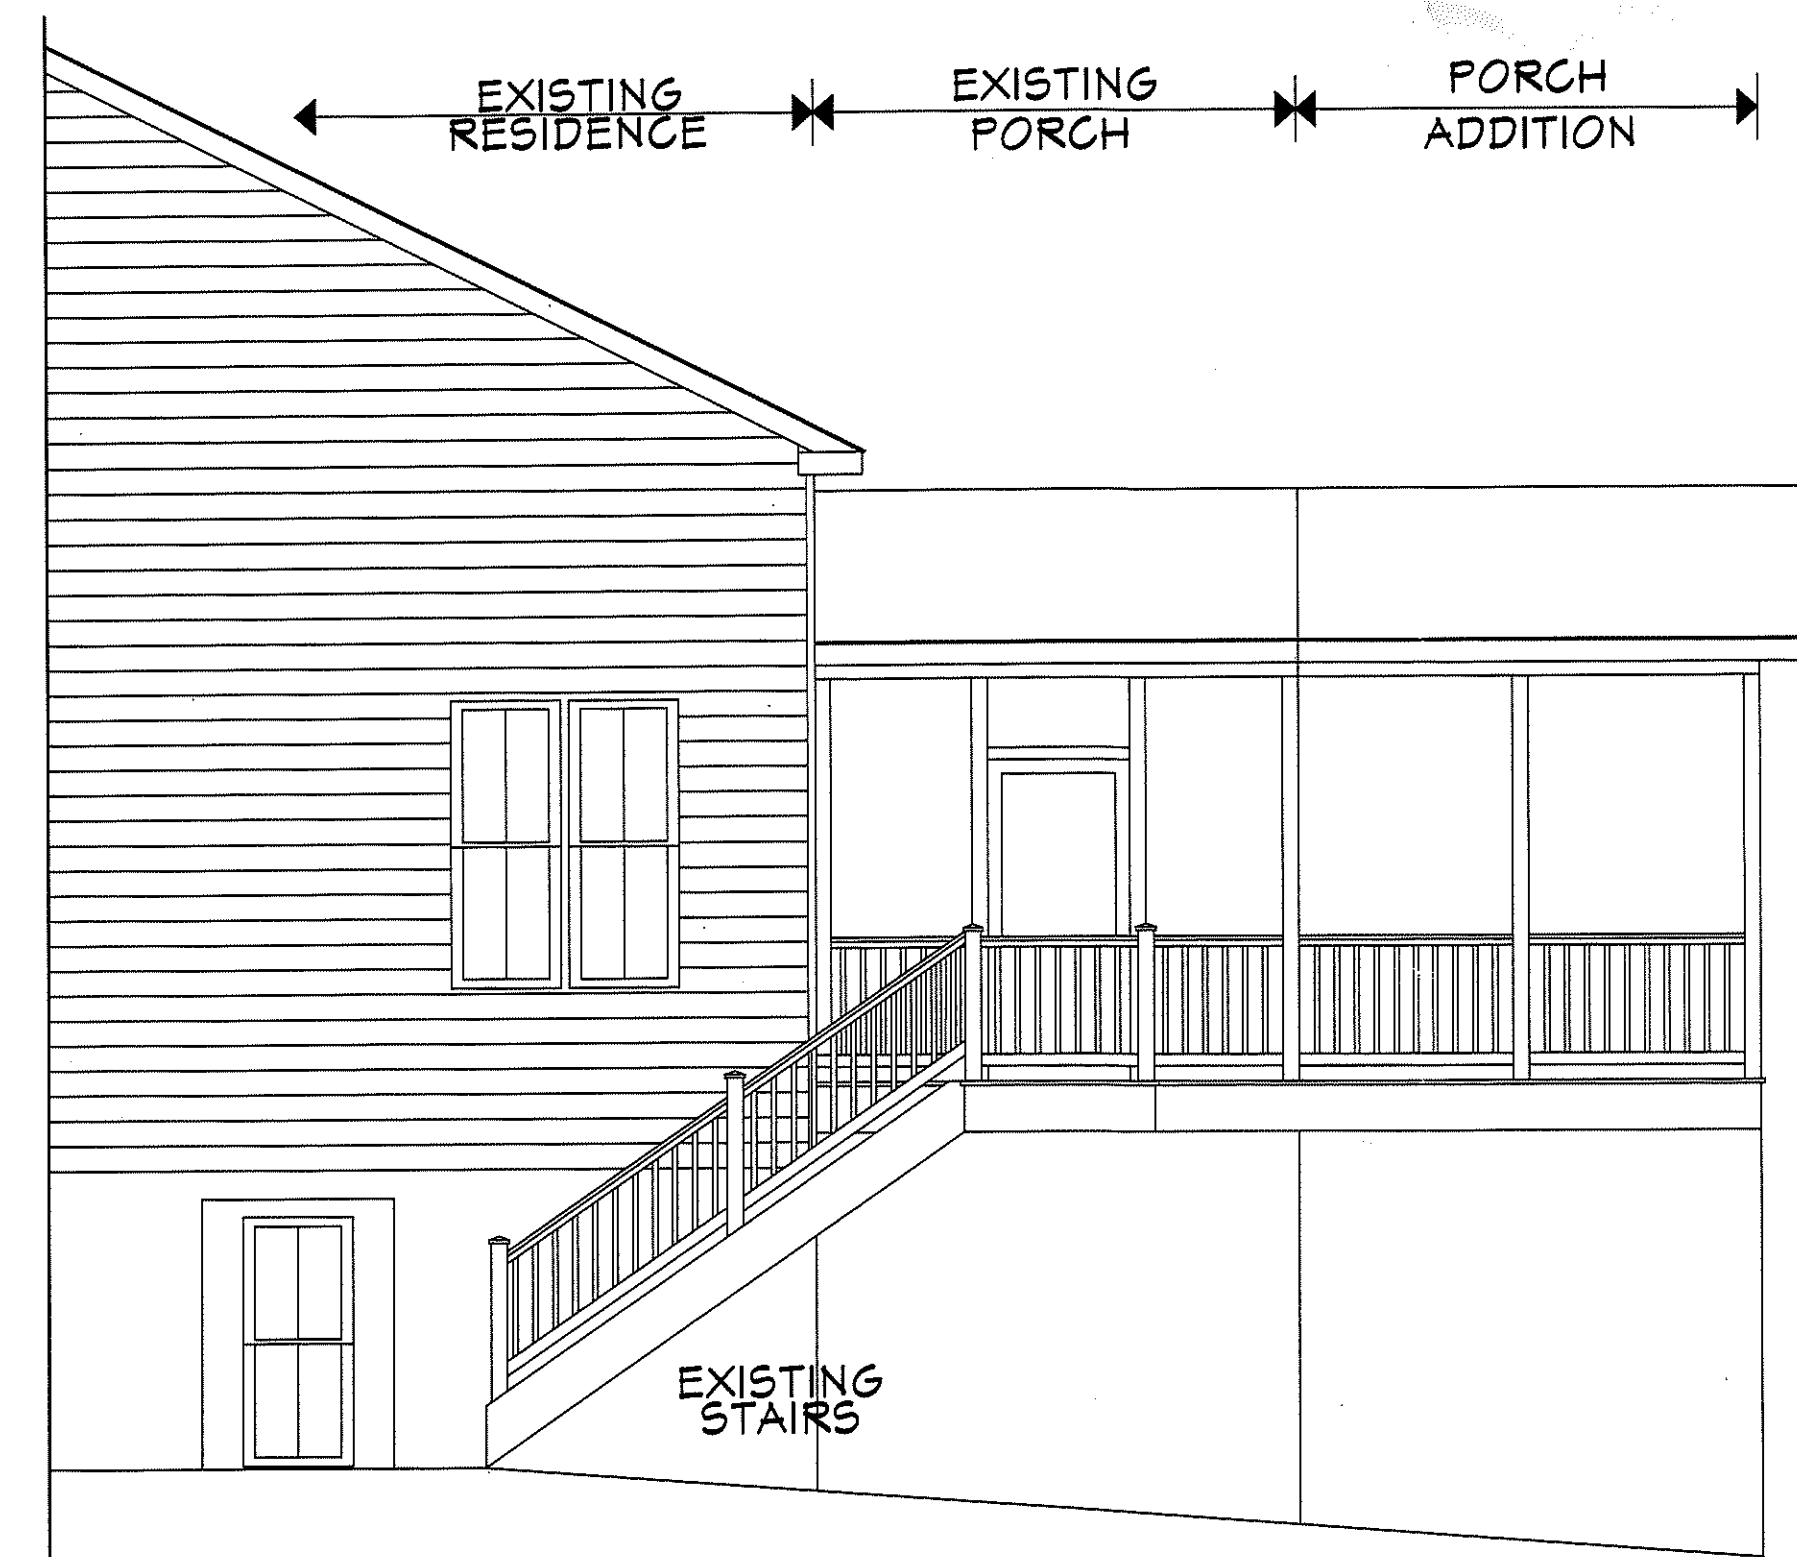 EXISTING
RESIDENCE
EXISTING
PORCH
PORCH
ADDITION
EXISTING
STAIRS